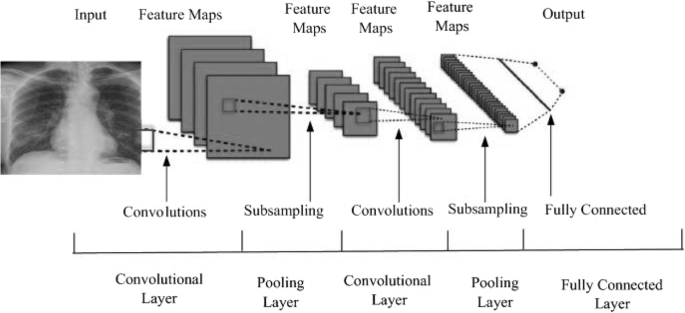 Input
Feature Maps
Feature
Maps
Feature
Maps
Feature
Maps
Output
Convolutions
Subsampling
Convolutions
Subsampling
Fully Connected
Convolutional
Layer
Pooling
Layer
Convolutional
Layer
Pooling
Layer
Fully Connected
Layer